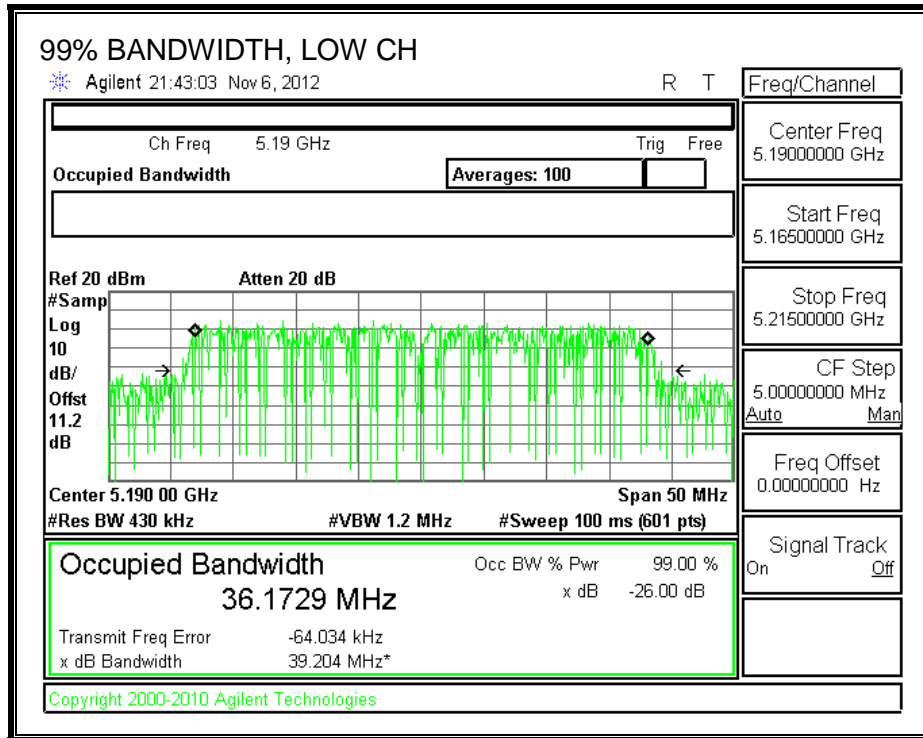 99% BANDWIDTH, LOW CH
Agilent 21:43:03 Nov 6, 2012 R T
Freq/Channel
Ch Freq 5.19 GHz Trig Free
Occupied Bandwidth Averages: 100
Center Freq
5.19000000 GHz
Start Freq
5.16500000 GHz
Stop Freq
5.21500000 GHz
CF Step
5.00000000 MHz
Auto Man
Freq Offset
0.00000000 Hz
Signal Track
On Off
Ref 20 dBm Atten 20 dB
#Samp
Log
10
dB/
Offst
11.2
dB
Center 5.190 00 GHz Span 50 MHz
#Res BW 430 kHz #VBW 1.2 MHz #Sweep 100 ms (601 pts)
Occupied Bandwidth Occ BW % Pwr 99.00 %
36.1729 MHz x dB -26.00 dB
Transmit Freq Error -64.034 kHz
x dB Bandwidth 39.204 MHz*
Copyright 2000-2010 Agilent Technologies